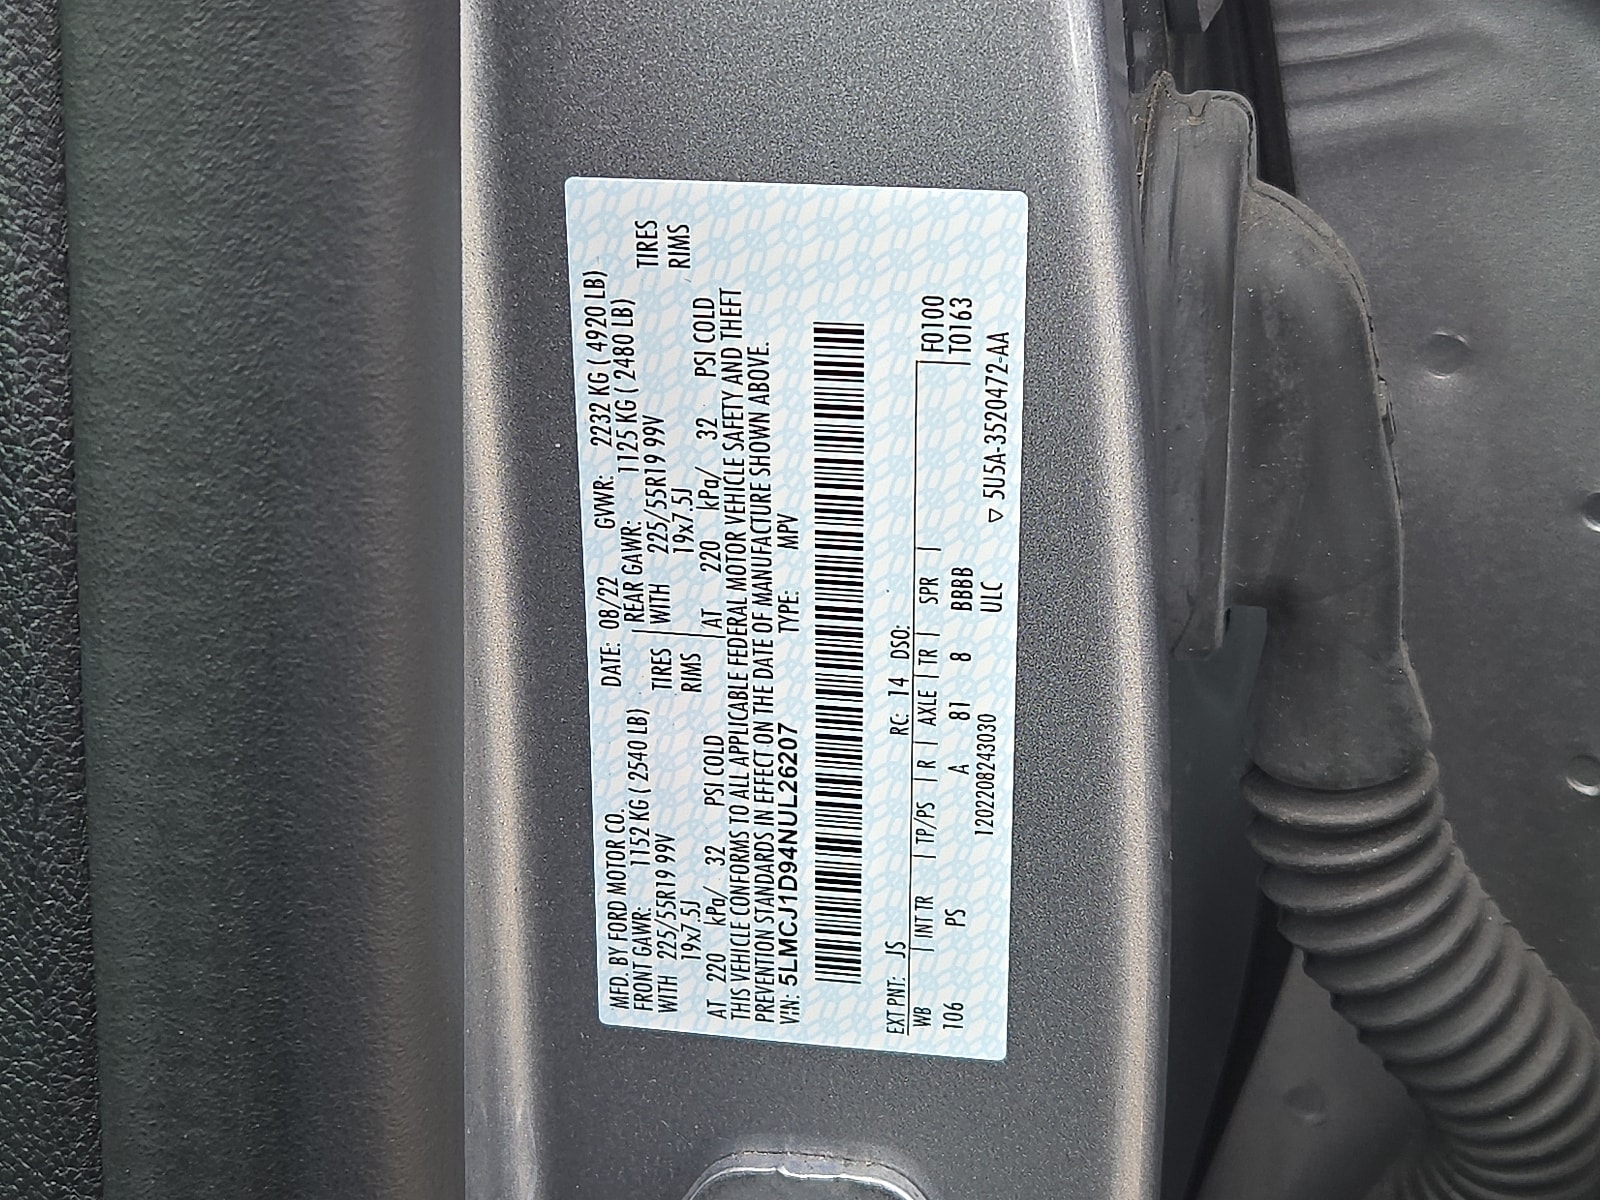 MFD. BY FORD MOTOR CO. DATE: 08/22 GVWR: 2232 KG ( 4920 LB)
FRONT GAWR: 1152 KG ( 2540 LB) REAR GAWR: 1125 KG ( 2480 LB)
WITH 225/55R19 99V TIRES WITH 225/55R19 99V TIRES
19x7.5J RIMS 19x7.5J RIMS
AT 220 kPa/ 32 PSI COLD AT 220 kPa/ 32 PSI COLD
THIS VEHICLE CONFORMS TO ALL APPLICABLE FEDERAL MOTOR VEHICLE SAFETY AND THEFT
PREVENTION STANDARDS IN EFFECT ON THE DATE OF MANUFACTURE SHOWN ABOVE.
VIN: 5LMCJ1D94NUL26207 TYPE: MPV
EXT PNT: JS RC: 14 DSO:
WB | INT TR | TP/PS | R | AXLE | TR | SPR | F0100
106 PS A 81 8 BBBB T0163
1202208243030 ULC ▽ 5U5A-3520472-AA